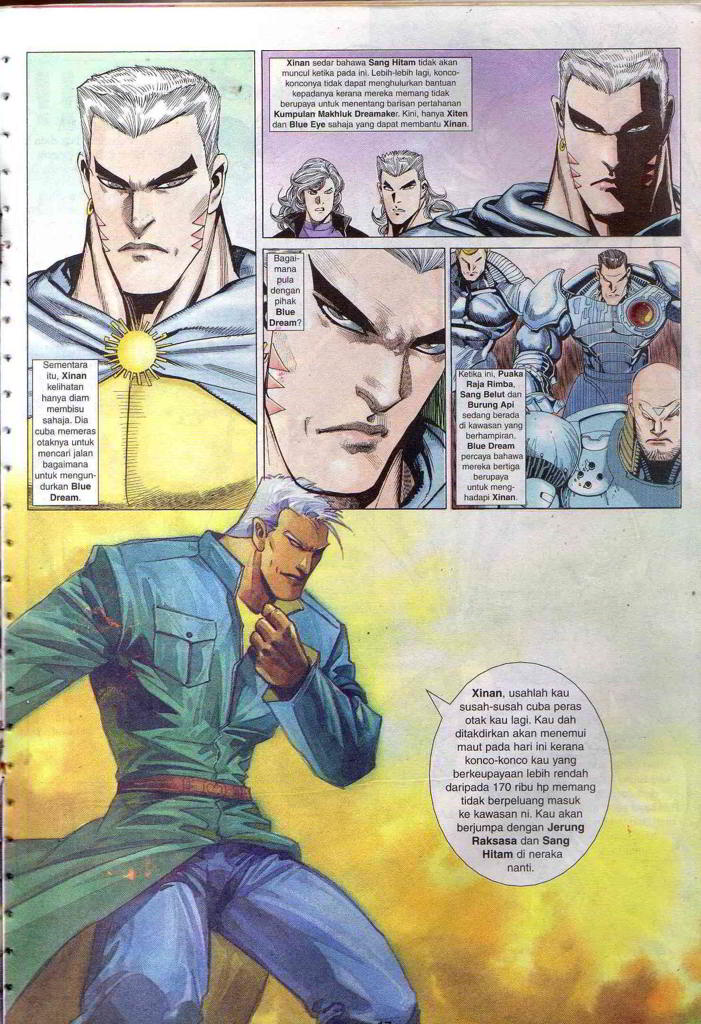 Sementara
itu, Xinan
kelihatan
hanya diam
membisu
sahaja. Dia
cuba memeras
otaknya untuk
mencari jalan
bagaimana
untuk mengun-
durkan Blue
Dream.
Xinan sedar bahawa Sang Hitam tidak akan
muncul ketika pada ini. Lebih-lebih lagi, konco-
konconya tidak dapat menghulurkan bantuan
kepadanya kerana mereka memang tidak
berupaya untuk menentang barisan pertahanan
Kumpulan Makhluk Dreamaker. Kini, hanya Xiten
dan Blue Eye sahaja yang dapat membantu Xinan.
Bagai-
mana
pula
dengan
pihak
Blue
Dream?
Ketika ini, Puaka
Raja Rimba,
Sang Belut dan
Burung Api
sedang berada
di kawasan yang
berhampiran.
Blue Dream
percaya bahawa
mereka bertiga
berupaya
untuk meng-
hadapi Xinan.
Xinan, usahlah kau
susah-susah cuba peras
otak kau lagi. Kau dah
ditakdirkan akan menemui
maut pada hari ini kerana
konco-konco kau yang
berkeupayaan lebih rendah
daripada 170 ribu hp memang
tidak berpeluang masuk
ke kawasan ni. Kau akan
berjumpa dengan Jerung
Raksasa dan Sang
Hitam di neraka
nanti.